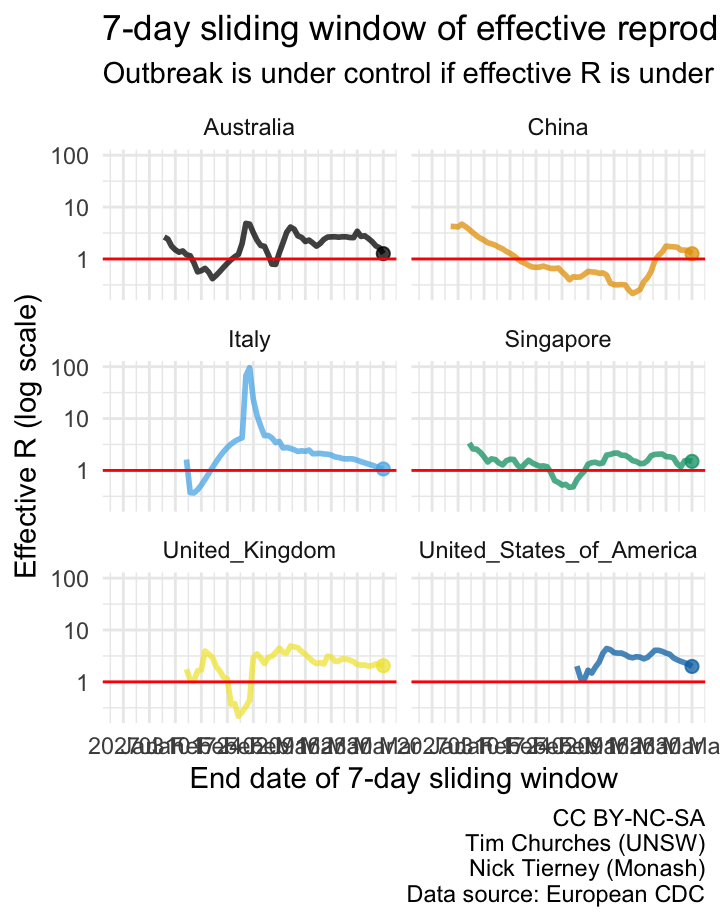 7-day sliding window of effective reprod
Outbreak is under control if effective R is under
Australia
China
100
10
1
Italy
Singapore
100
10
1
Effective R (log scale)
United_Kingdom
United_States_of_America
100
10
1
End date of 7-day sliding window
CC BY-NC-SA
Tim Churches (UNSW)
Nick Tierney (Monash)
Data source: European CDC